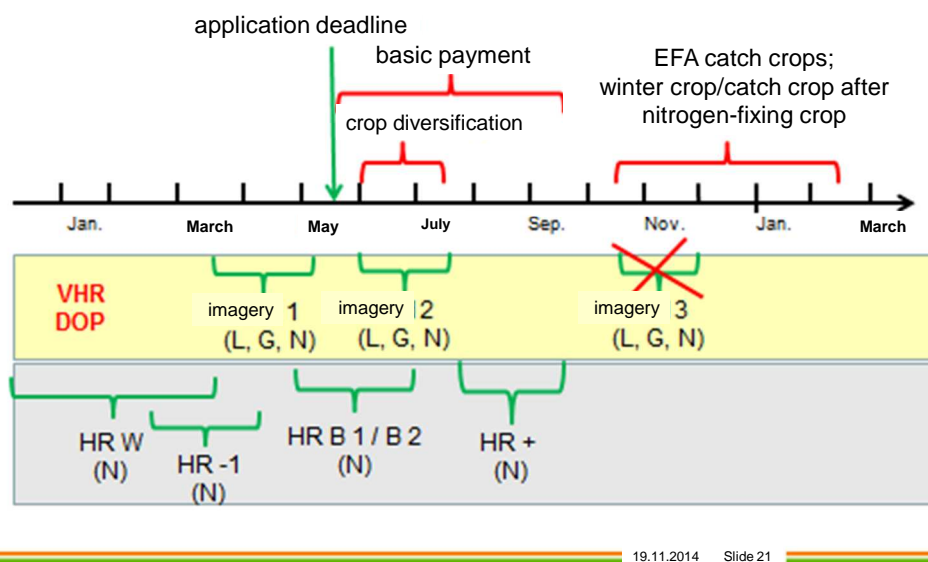 application deadline
basic payment
crop diversification
EFA catch crops;
winter crop/catch crop after
nitrogen-fixing crop
Jan. March May July Sep. Nov. Jan. March
VHR
DOP
imagery 1
(L, G, N)
imagery 2
(L, G, N)
imagery 3
(L, G, N)
HR W
(N)
HR -1
(N)
HR B 1 / B 2
(N)
HR +
(N)
19.11.2014 Slide 21